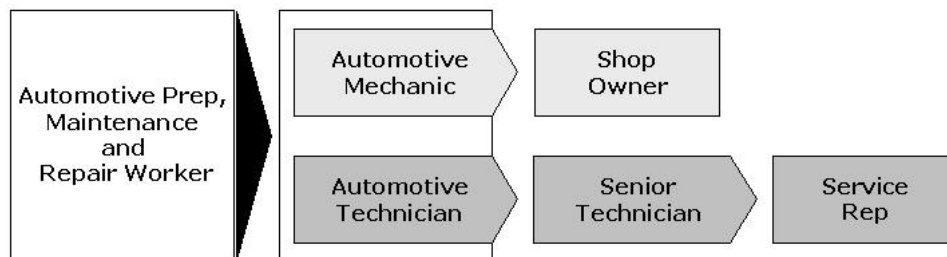 Automotive Prep,
Maintenance
and
Repair Worker
Automotive
Mechanic
Shop
Owner
Automotive
Technician
Senior
Technician
Service
Rep